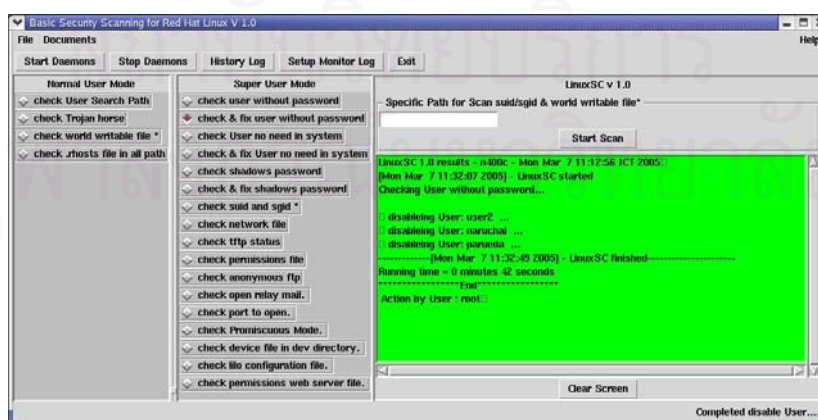 Basic Security Scanning for Red Hat Linux V 1.0
File Documents Help
Start Daemons Stop Daemons History Log Setup Monitor Log Exit
Normal User Mode
check User Search Path
check Trojan horse
check world writable file *
check .rhosts file in all path
Super User Mode
check user without password
check & fix user without password
check User no need in system
check & fix User no need in system
check shadows password
check & fix shadows password
check suid and sgid *
check network file
check tftp status
check permissions file
check anonymous ftp
check open relay mail.
check port to open.
check Promiscuous Mode.
check device file in dev directory.
check lilo configuration file.
check permissions web server file.
LinuxSC v 1.0
Specific Path for Scan suid/sgid & world writable file*
Start Scan
LinuxSC 1.0 results - n400c - Mon Mar 7 11:12:56 ICT 2005
[Mon Mar 7 11:32:07 2005] - LinuxSC started
Checking User without password...
disableing User: user2 ...
disableing User: naruchai ...
disableing User: parueda ...
--------------[Mon Mar 7 11:32:49 2005] - LinuxSC finished-----------------------
Running time = 0 minutes 42 seconds
*******************End*******************
Action by User : root
Clear Screen
Completed disable User....